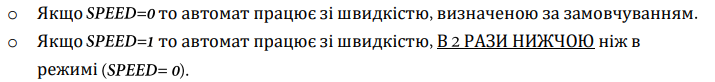 o Якщо SPEED=0 то автомат працює зі швидкістю, визначеною за замовчуванням.
o Якщо SPEED=1 то автомат працює зі швидкістю, В 2 РАЗИ НИЖЧОЮ ніж в
режимі (SPEED= 0).